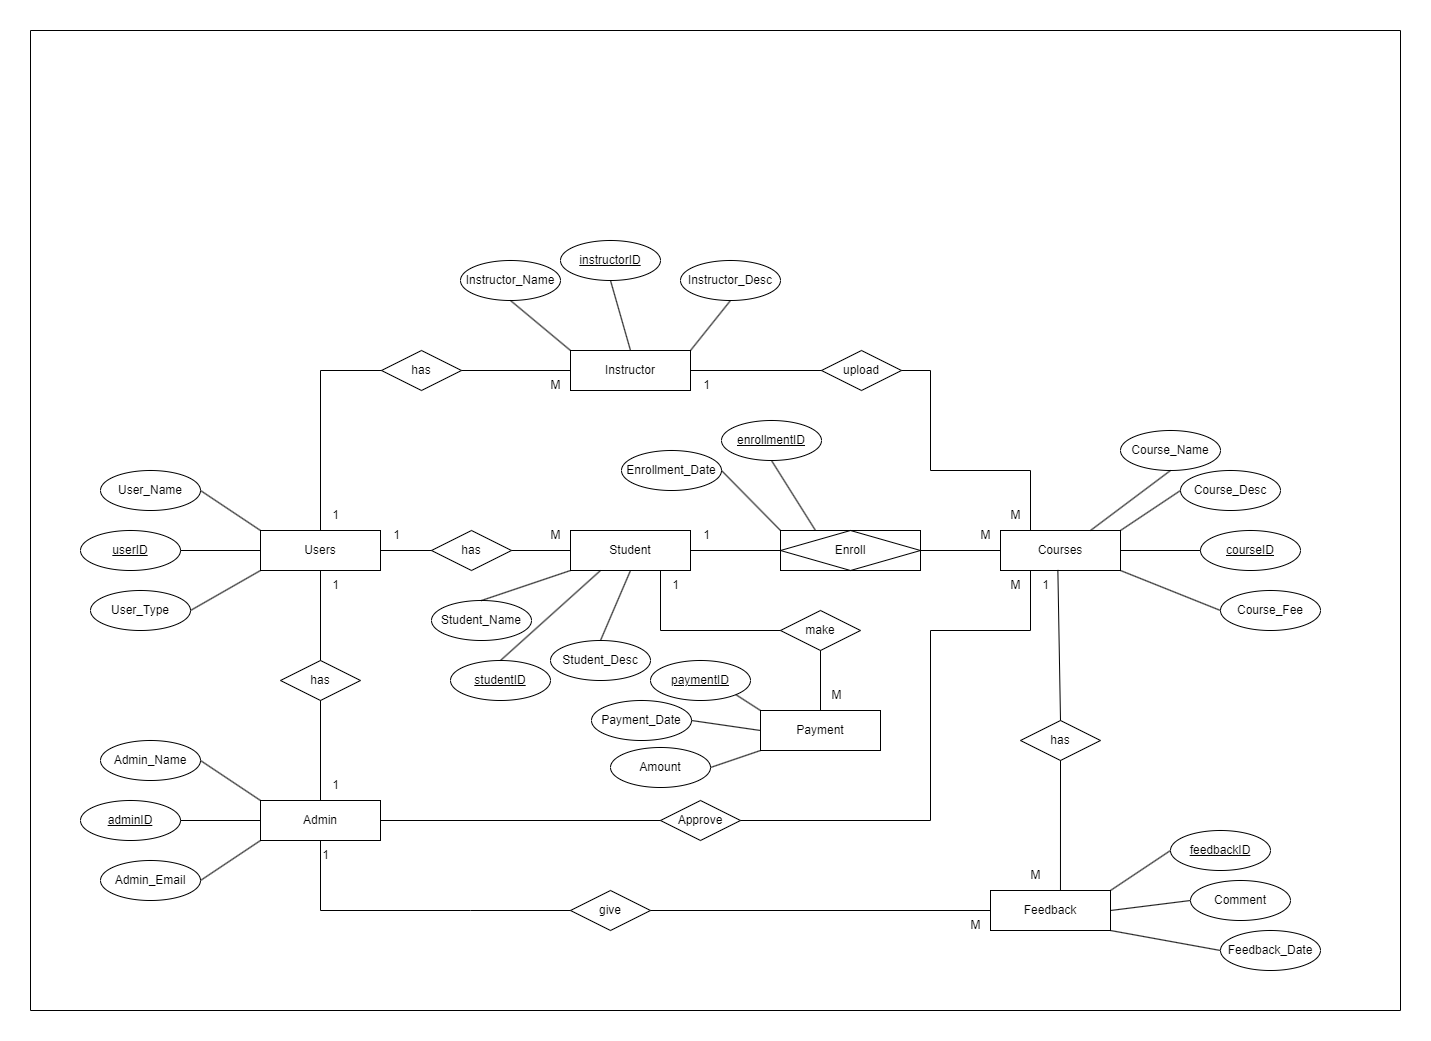 instructorID
Instructor_Name
Instructor_Desc
has
Instructor
upload
M
1
enrollmentID
Course_Name
Enrollment_Date
User_Name
Course_Desc
1
M
1
M
1
M
userID
Users
has
Student
Enroll
Courses
courseID
1
1
M
1
User_Type
Student_Name
make
Course_Fee
Student_Desc
has
studentID
paymentID
M
Payment_Date
Payment
has
Admin_Name
Amount
1
adminID
Admin
Approve
1
feedbackID
M
Admin_Email
Comment
give
Feedback
M
Feedback_Date